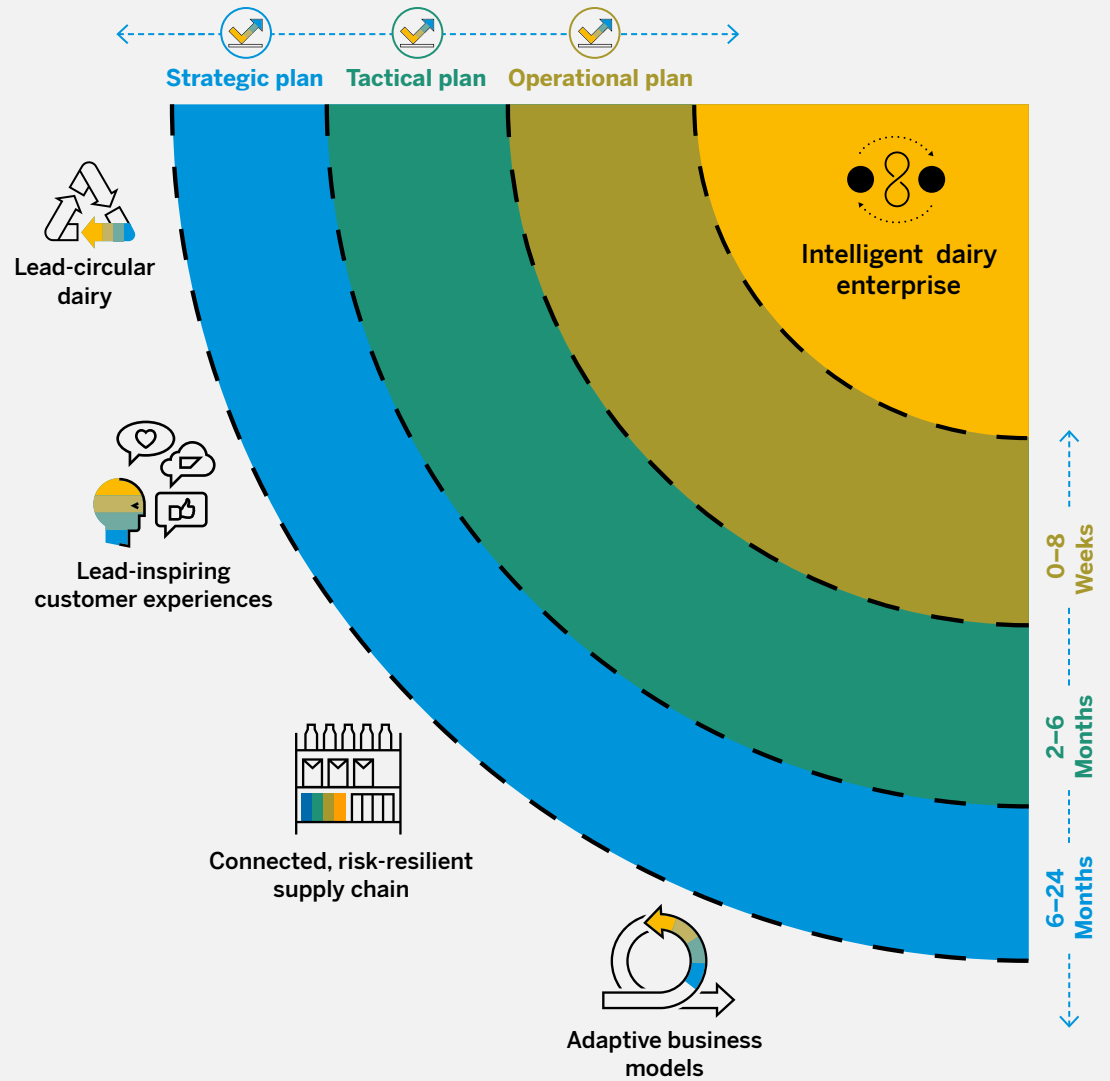 Strategic plan
Tactical plan
Operational plan
Intelligent dairy
enterprise
Lead-circular
dairy
Lead-inspiring
customer experiences
Connected, risk-resilient
supply chain
Adaptive business
models
0–8
Weeks
2–6
Months
6–24
Months